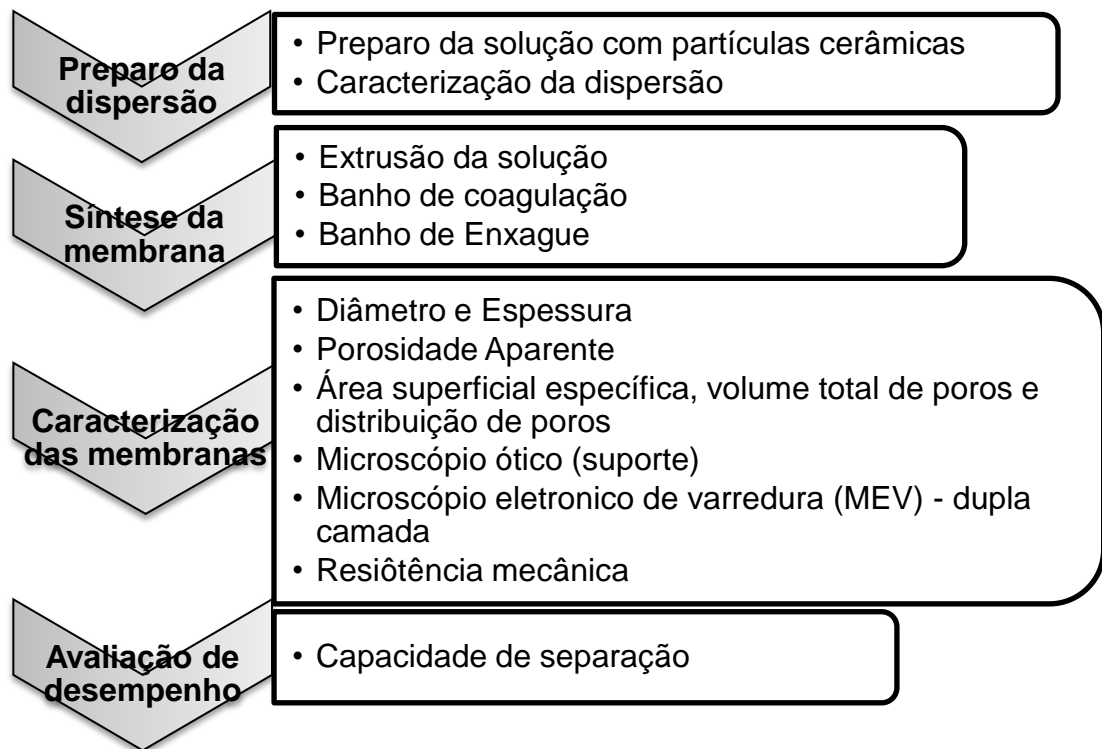 Preparo da
dispersão
• Preparo da solução com partículas cerâmicas
• Caracterização da dispersão
Síntese da
membrana
• Extrusão da solução
• Banho de coagulação
• Banho de Enxague
Caracterização
das membranas
• Diâmetro e Espessura
• Porosidade Aparente
• Área superficial específica, volume total de poros e
distribuição de poros
• Microscópio ótico (suporte)
• Microscópio eletronico de varredura (MEV) - dupla
camada
• Resiôtência mecânica
Avaliação de
desempenho
• Capacidade de separação